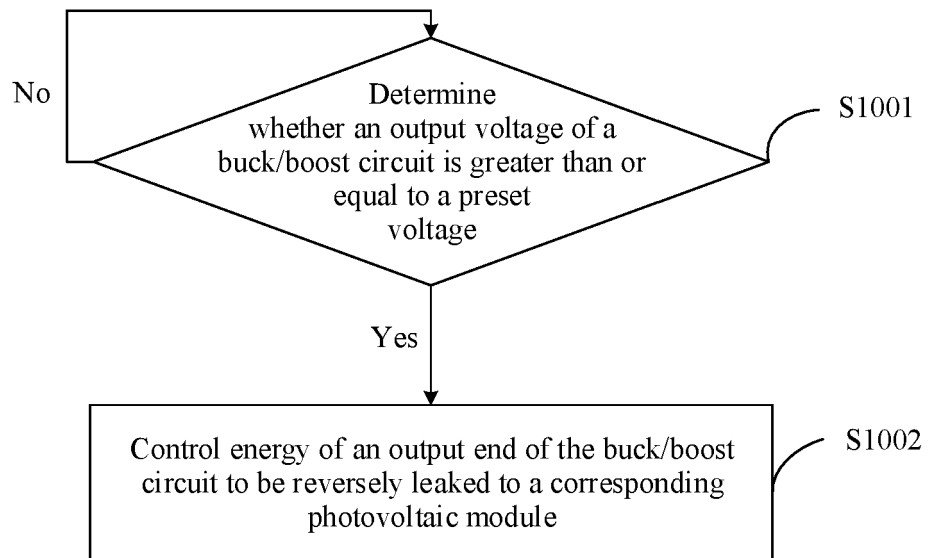 No
Determine
whether an output voltage of a
buck/boost circuit is greater than or
equal to a preset
voltage
S1001
Yes
Control energy of an output end of the buck/boost
circuit to be reversely leaked to a corresponding
photovoltaic module
S1002